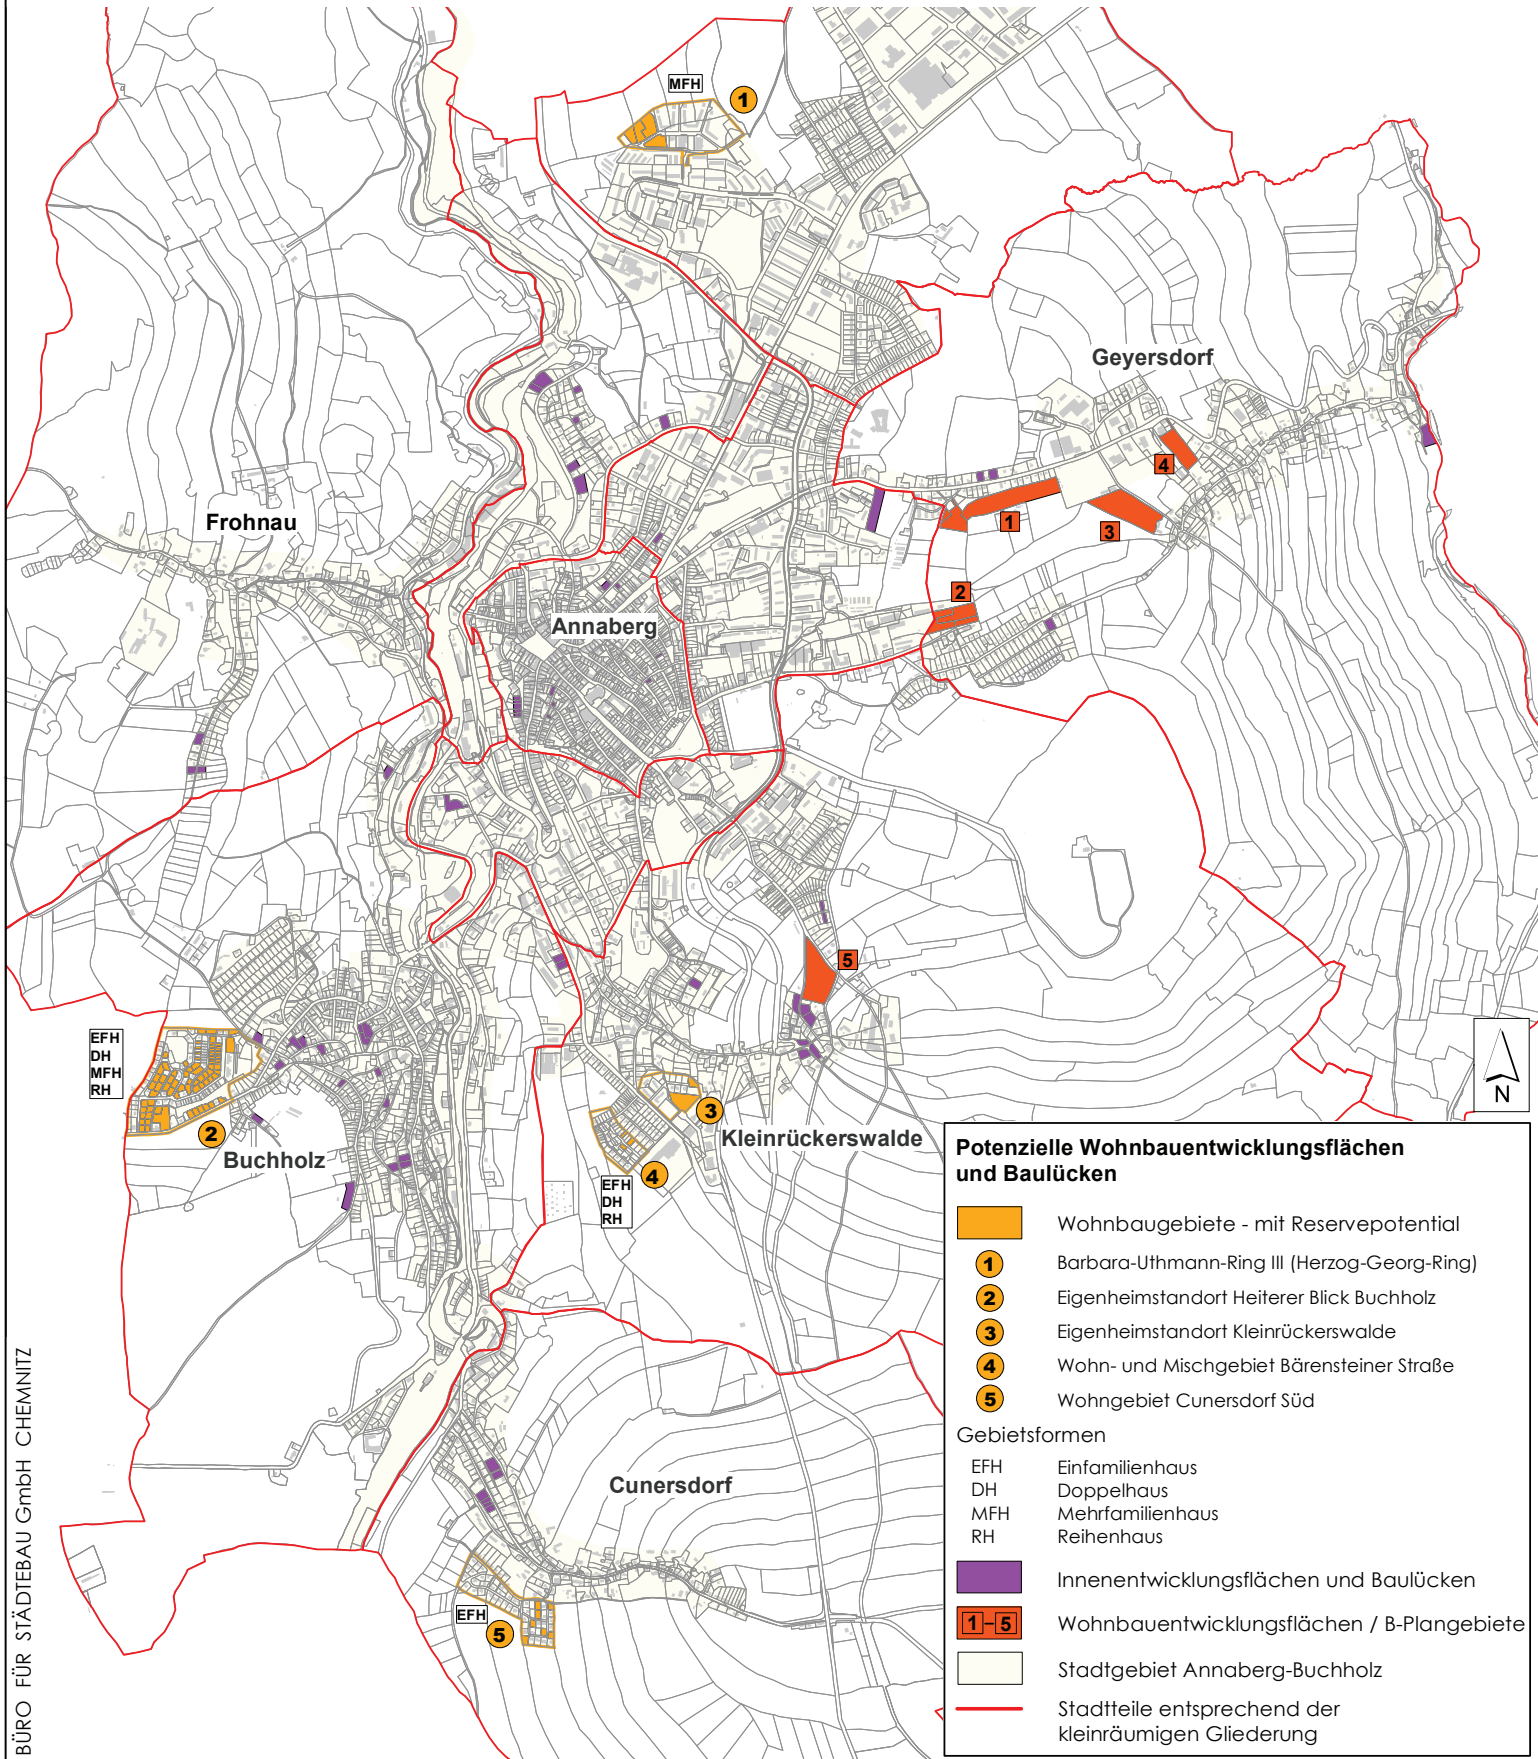 MFH
1
Geyersdorf
4
Frohnau
1
3
2
Annaberg
5
EFH
DH
MFH
RH
2
Buchholz
3
Kleinrückerswalde
4
EFH
DH
RH
N
Cunersdorf
EFH
5
BÜRO FÜR STÄDTEBAU GmbH CHEMNITZ
Potenzielle Wohnbauentwicklungsflächen
und Baulücken
Wohnbaugebiete - mit Reservepotential
1 Barbara-Uthmann-Ring III (Herzog-Georg-Ring)
2 Eigenheimstandort Heiterer Blick Buchholz
3 Eigenheimstandort Kleinrückerswalde
4 Wohn- und Mischgebiet Bärensteiner Straße
5 Wohngebiet Cunersdorf Süd
Gebietsformen
EFH Einfamilienhaus
DH Doppelhaus
MFH Mehrfamilienhaus
RH Reihenhaus
Innenentwicklungsflächen und Baulücken
1-5 Wohnbauentwicklungsflächen / B-Plangebiete
Stadtgebiet Annaberg-Buchholz
Stadtteile entsprechend der
kleinräumigen Gliederung